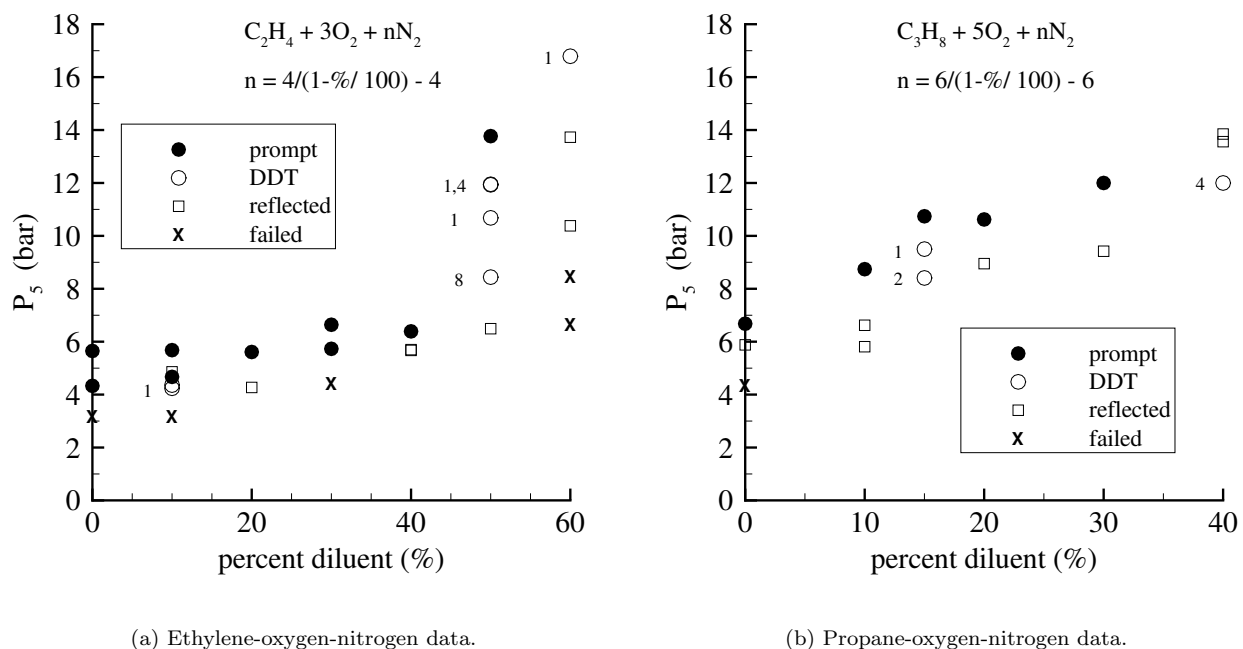 C₂H₄ + 3O₂ + nN₂
n = 4/(1-%/ 100) - 4
prompt
DDT
reflected
x failed
P₅ (bar)
18
16
14
12
10
8
6
4
2
0
1
1,4
1
8
1
0
20
40
60
percent diluent (%)
(a) Ethylene-oxygen-nitrogen data.
C₃H₈ + 5O₂ + nN₂
n = 6/(1-%/ 100) - 6
P₅ (bar)
18
16
14
12
10
8
6
4
2
0
4
1
2
prompt
DDT
reflected
x failed
0
10
20
30
40
percent diluent (%)
(b) Propane-oxygen-nitrogen data.